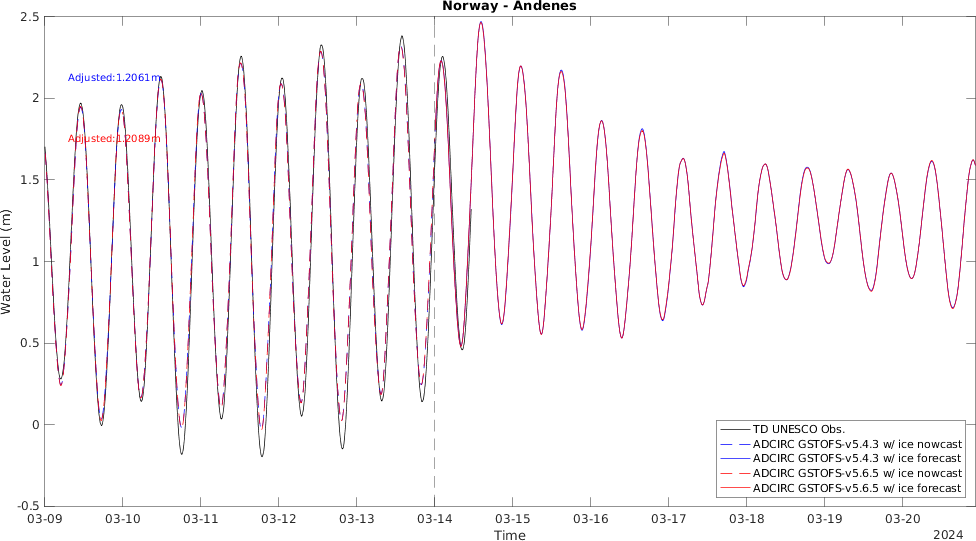 Norway - Andenes
2.5
2
1.5
1
0.5
0
-0.5
Water Level (m)
Adjusted:1.2061m
Adjusted:1.2089m
TD UNESCO Obs.
ADCIRC GSTOFS-v5.4.3 w/ ice nowcast
ADCIRC GSTOFS-v5.4.3 w/ ice forecast
ADCIRC GSTOFS-v5.6.5 w/ ice nowcast
ADCIRC GSTOFS-v5.6.5 w/ ice forecast
03-09 03-10 03-11 03-12 03-13 03-14 03-15 03-16 03-17 03-18 03-19 03-20
Time
2024